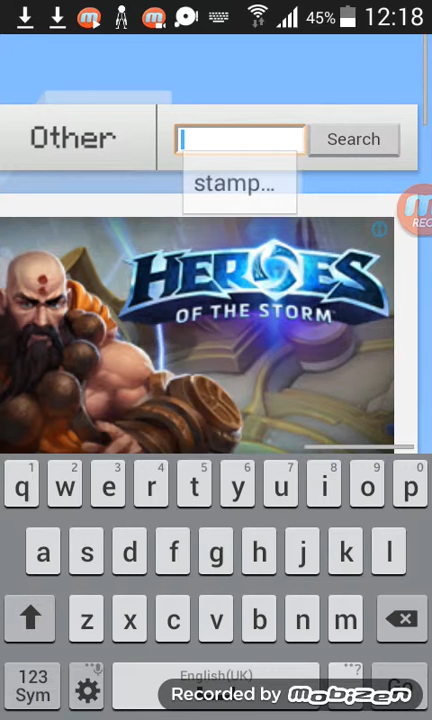 45% 12:18
Other
Search
stamp...
REC
HEROES
OF THE STORM
1 2 3 4 5 6 7 8 9 0
q w e r t y u i o p
a s d f g h j k l
z x c v b n m
123
Sym
English(UK)
Recorded by mobizen